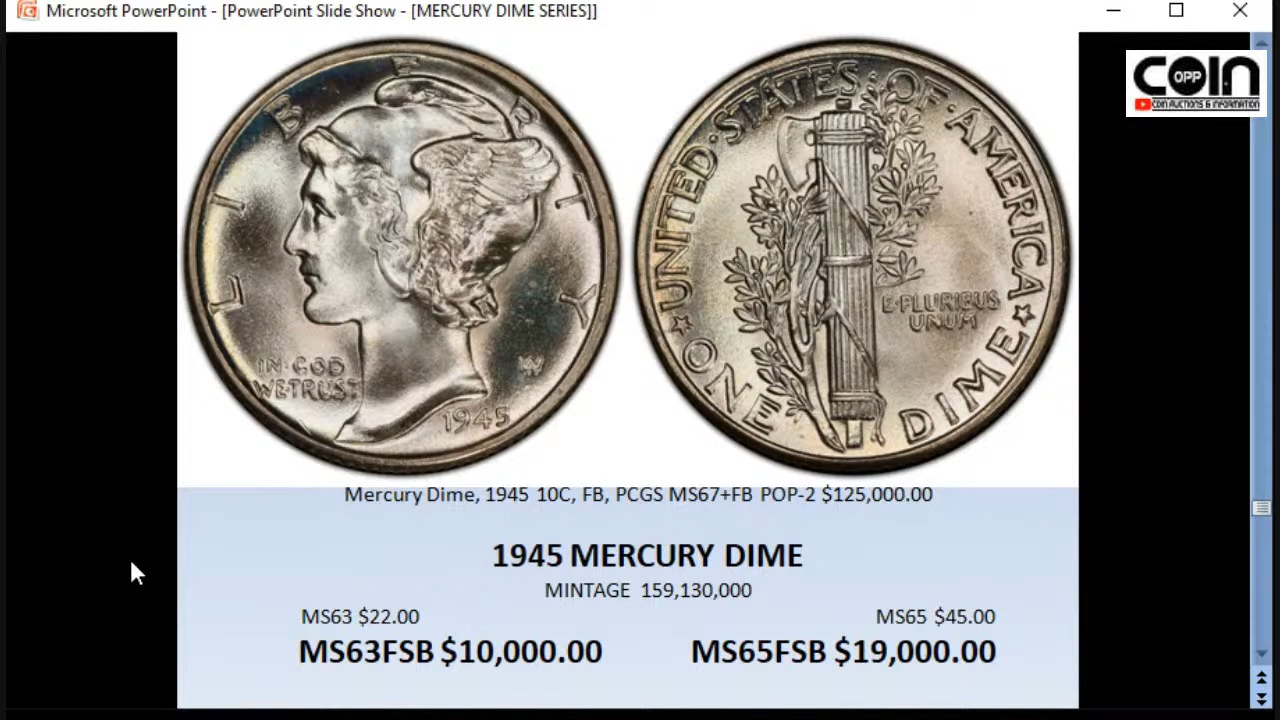 Microsoft PowerPoint - [PowerPoint Slide Show - [MERCURY DIME SERIES]]
COIN
OPP
COIN AUCTIONS & INFORMATION
LIBERTY
IN·GOD
WE·TRUST
1945
UNITED·STATES·OF·AMERICA
E·PLURIBUS
UNUM
ONE DIME
Mercury Dime, 1945 10C, FB, PCGS MS67+FB POP-2 $125,000.00
1945 MERCURY DIME
MINTAGE 159,130,000
MS63 $22.00 MS65 $45.00
MS63FSB $10,000.00 MS65FSB $19,000.00